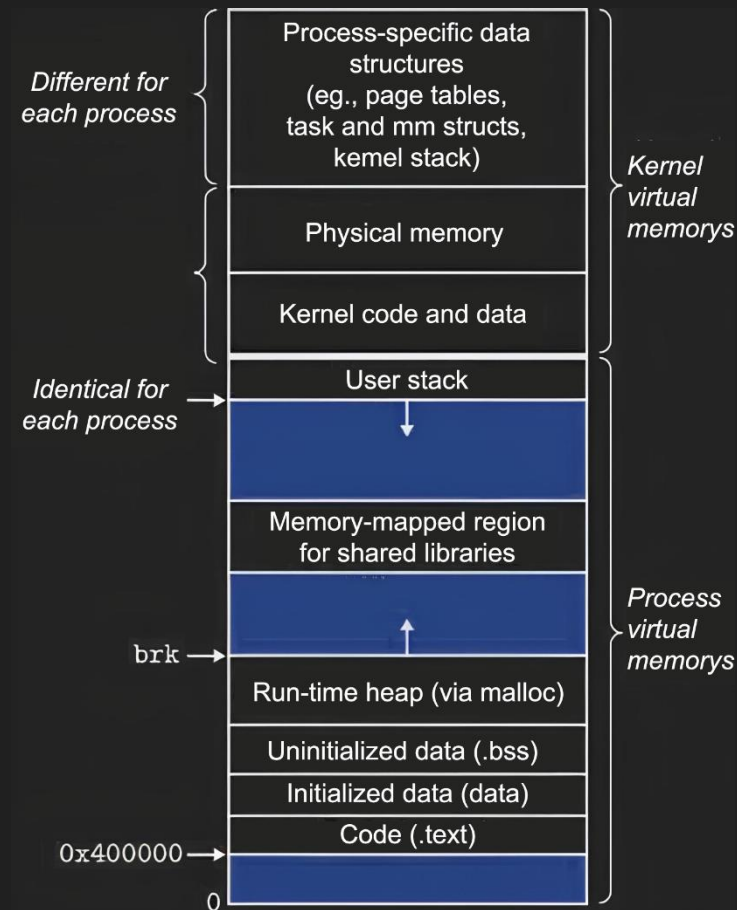 Different for
each process
Process-specific data
structures
(eg., page tables,
task and mm structs,
kemel stack)
Physical memory
Kernel code and data
Kernel
virtual
memorys
Identical for
each process
User stack
Memory-mapped region
for shared libraries
brk
Run-time heap (via malloc)
Uninitialized data (.bss)
Initialized data (data)
Code (.text)
0x400000
0
Process
virtual
memorys